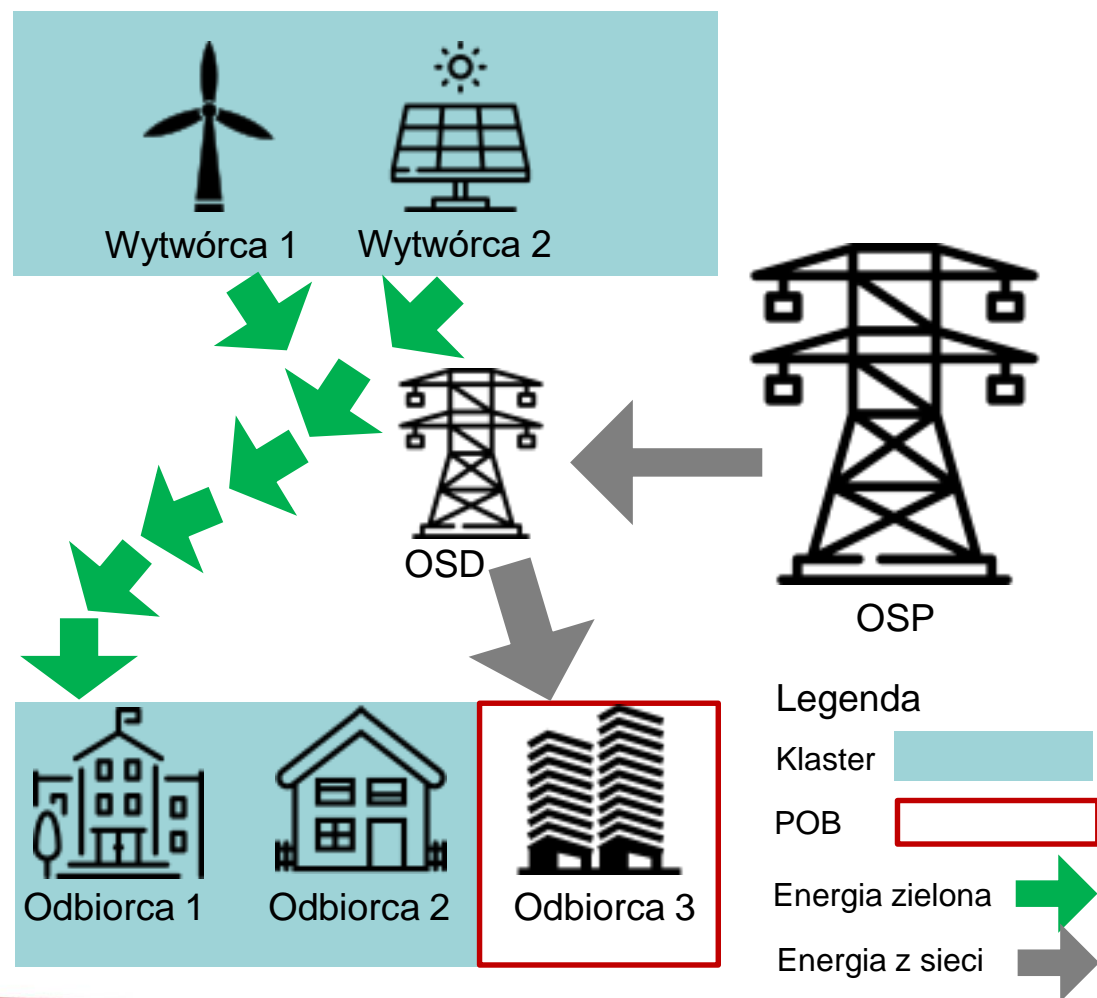 Wytwórca 1
Wytwórca 2
OSD
OSP
Legenda
Klaster
POB
Energia zielona
Energia z sieci
Odbiorca 1
Odbiorca 2
Odbiorca 3